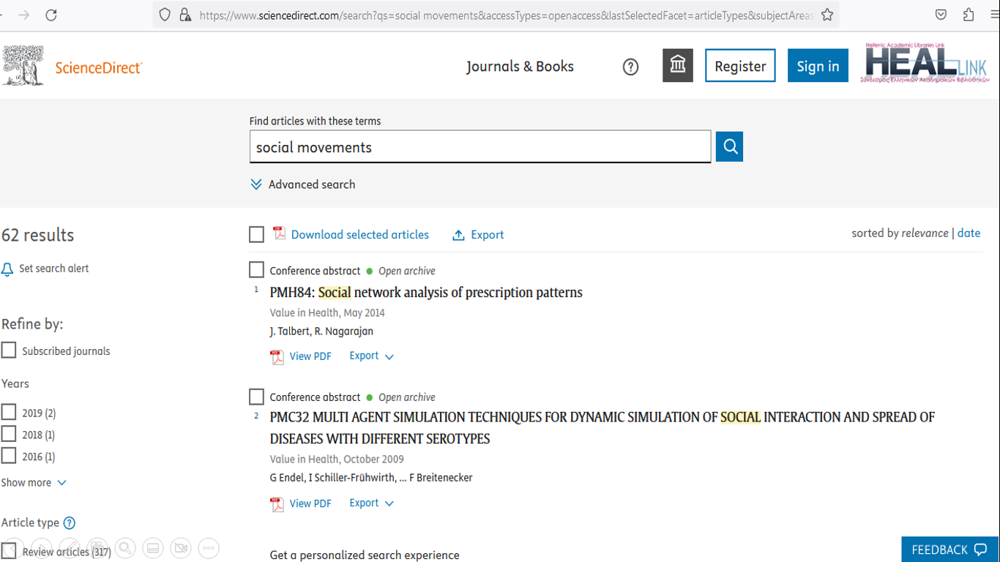 https://www.sciencedirect.com/search?qs=social movements&accessTypes=openaccess&lastSelectedFacet=articleTypes&subjectAreas
ScienceDirect
Journals & Books
?
Register
Sign in
Hellenic Academic Libraries Link
HEAL LINK
Σύνδεσμος Ελληνικών Ακαδημαϊκών Βιβλιοθηκών
Find articles with these terms
social movements
Advanced search
62 results
Download selected articles
Export
sorted by relevance | date
Set search alert
Conference abstract ● Open archive
1
PMH84: Social network analysis of prescription patterns
Value in Health, May 2014
J. Talbert, R. Nagarajan
View PDF
Export
Refine by:
Subscribed journals
Years
2019 (2)
2018 (1)
2016 (1)
Show more
Conference abstract ● Open archive
2
PMC32 MULTI AGENT SIMULATION TECHNIQUES FOR DYNAMIC SIMULATION OF SOCIAL INTERACTION AND SPREAD OF
DISEASES WITH DIFFERENT SEROTYPES
Value in Health, October 2009
G Endel, I Schiller-Frühwirth, ... F Breitenecker
View PDF
Export
Article type ?
Review articles (317)
Get a personalized search experience
FEEDBACK